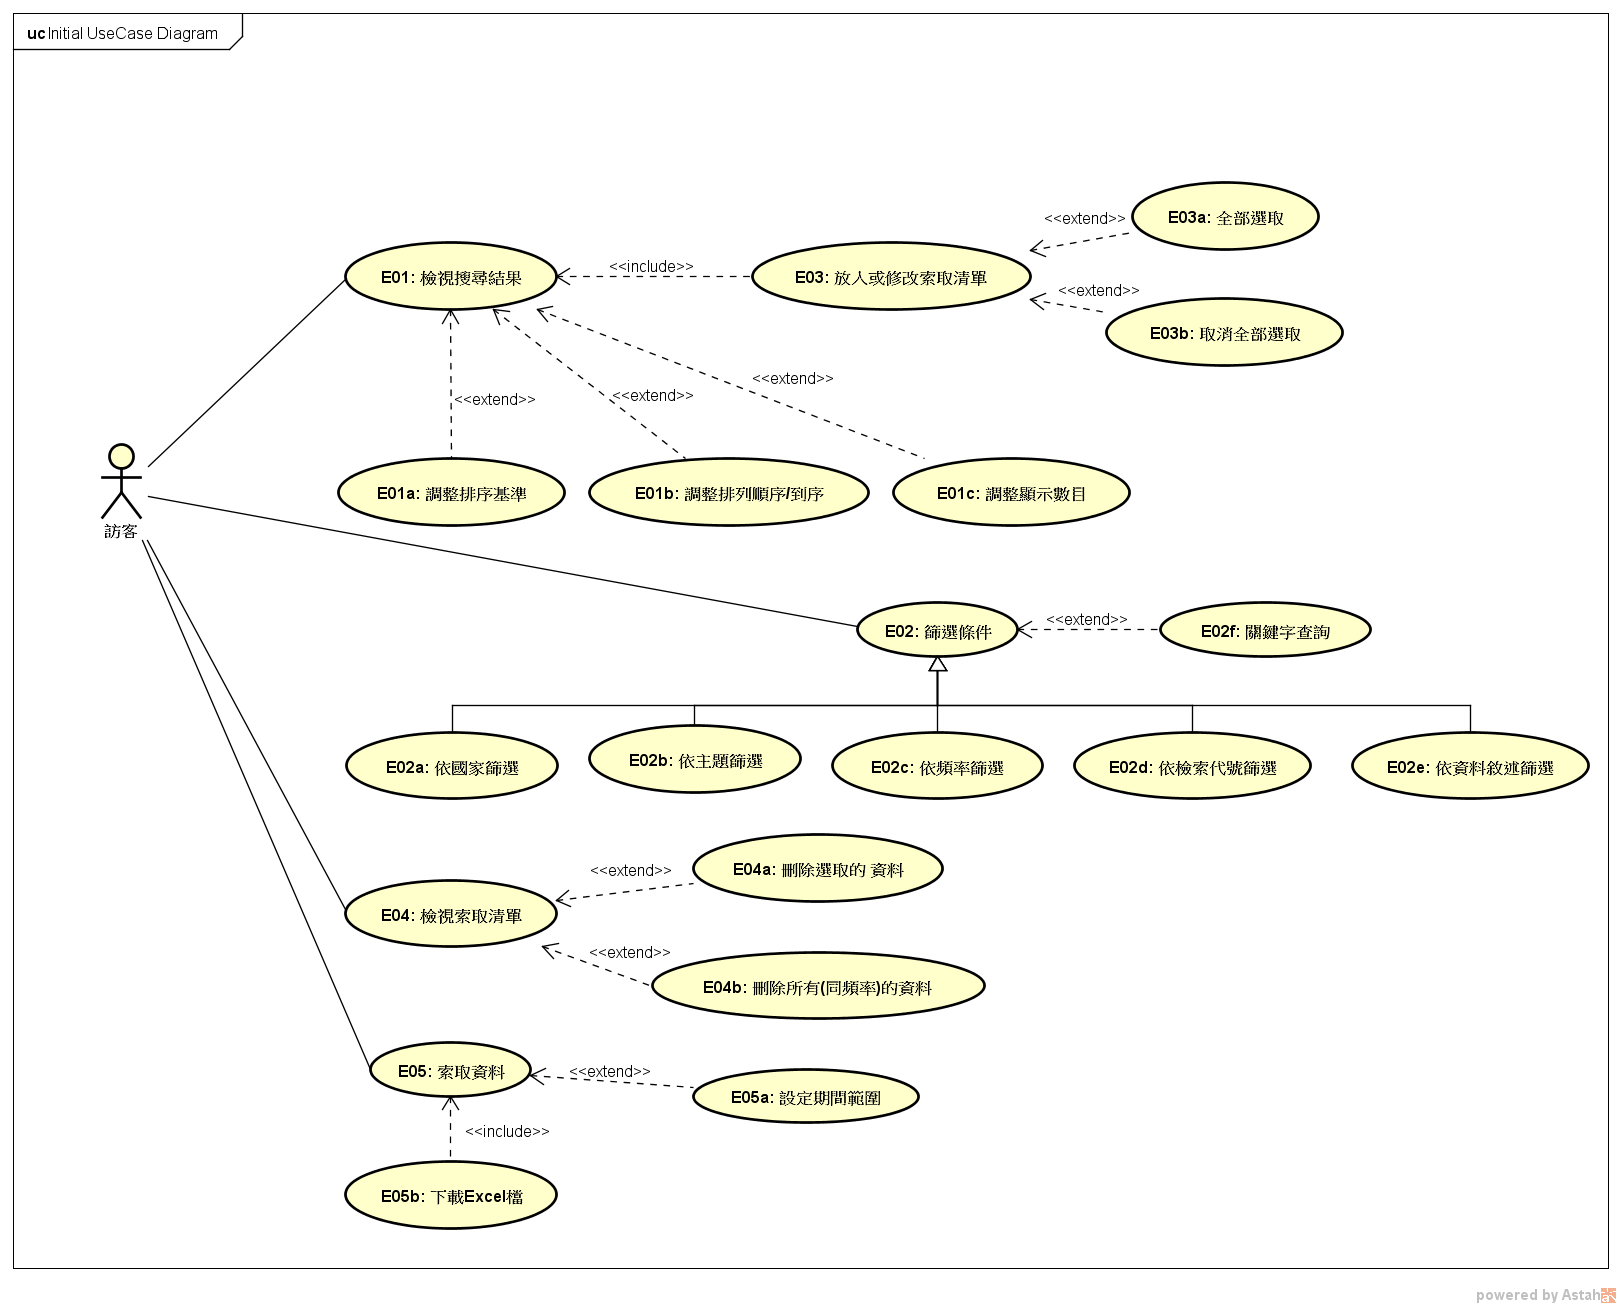 uc Initial UseCase Diagram
<<extend>>
E03a: 全部選取
E01: 檢視搜尋結果
<<include>>
E03: 放入或修改索取清單
<<extend>>
E03b: 取消全部選取
<<extend>>
<<extend>>
<<extend>>
E01a: 調整排序基準
E01b: 調整排列順序/到序
E01c: 調整顯示數目
訪客
E02: 篩選條件
<<extend>>
E02f: 關鍵字查詢
E02a: 依國家篩選
E02b: 依主題篩選
E02c: 依頻率篩選
E02d: 依檢索代號篩選
E02e: 依資料敘述篩選
<<extend>>
E04a: 刪除選取的 資料
E04: 檢視索取清單
<<extend>>
E04b: 刪除所有(同頻率)的資料
E05: 索取資料
<<extend>>
E05a: 設定期間範圍
<<include>>
E05b: 下載Excel檔
powered by Astah